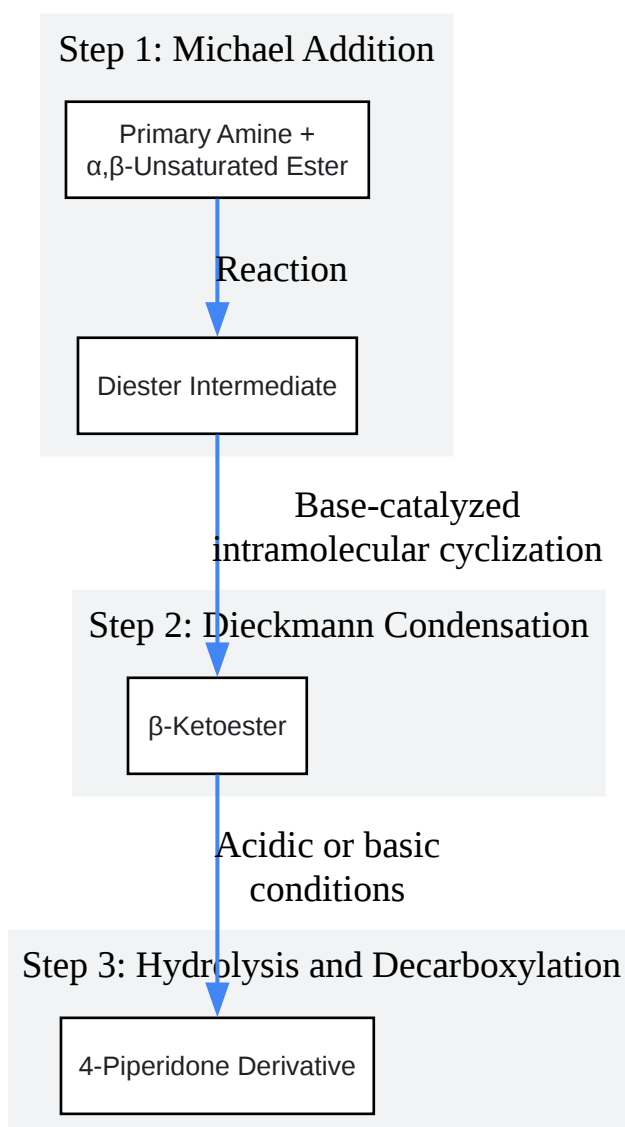 Step 1: Michael Addition
Primary Amine +
α,β-Unsaturated Ester
Reaction
Diester Intermediate
Base-catalyzed
intramolecular cyclization
Step 2: Dieckmann Condensation
β-Ketoester
Acidic or basic
conditions
Step 3: Hydrolysis and Decarboxylation
4-Piperidone Derivative